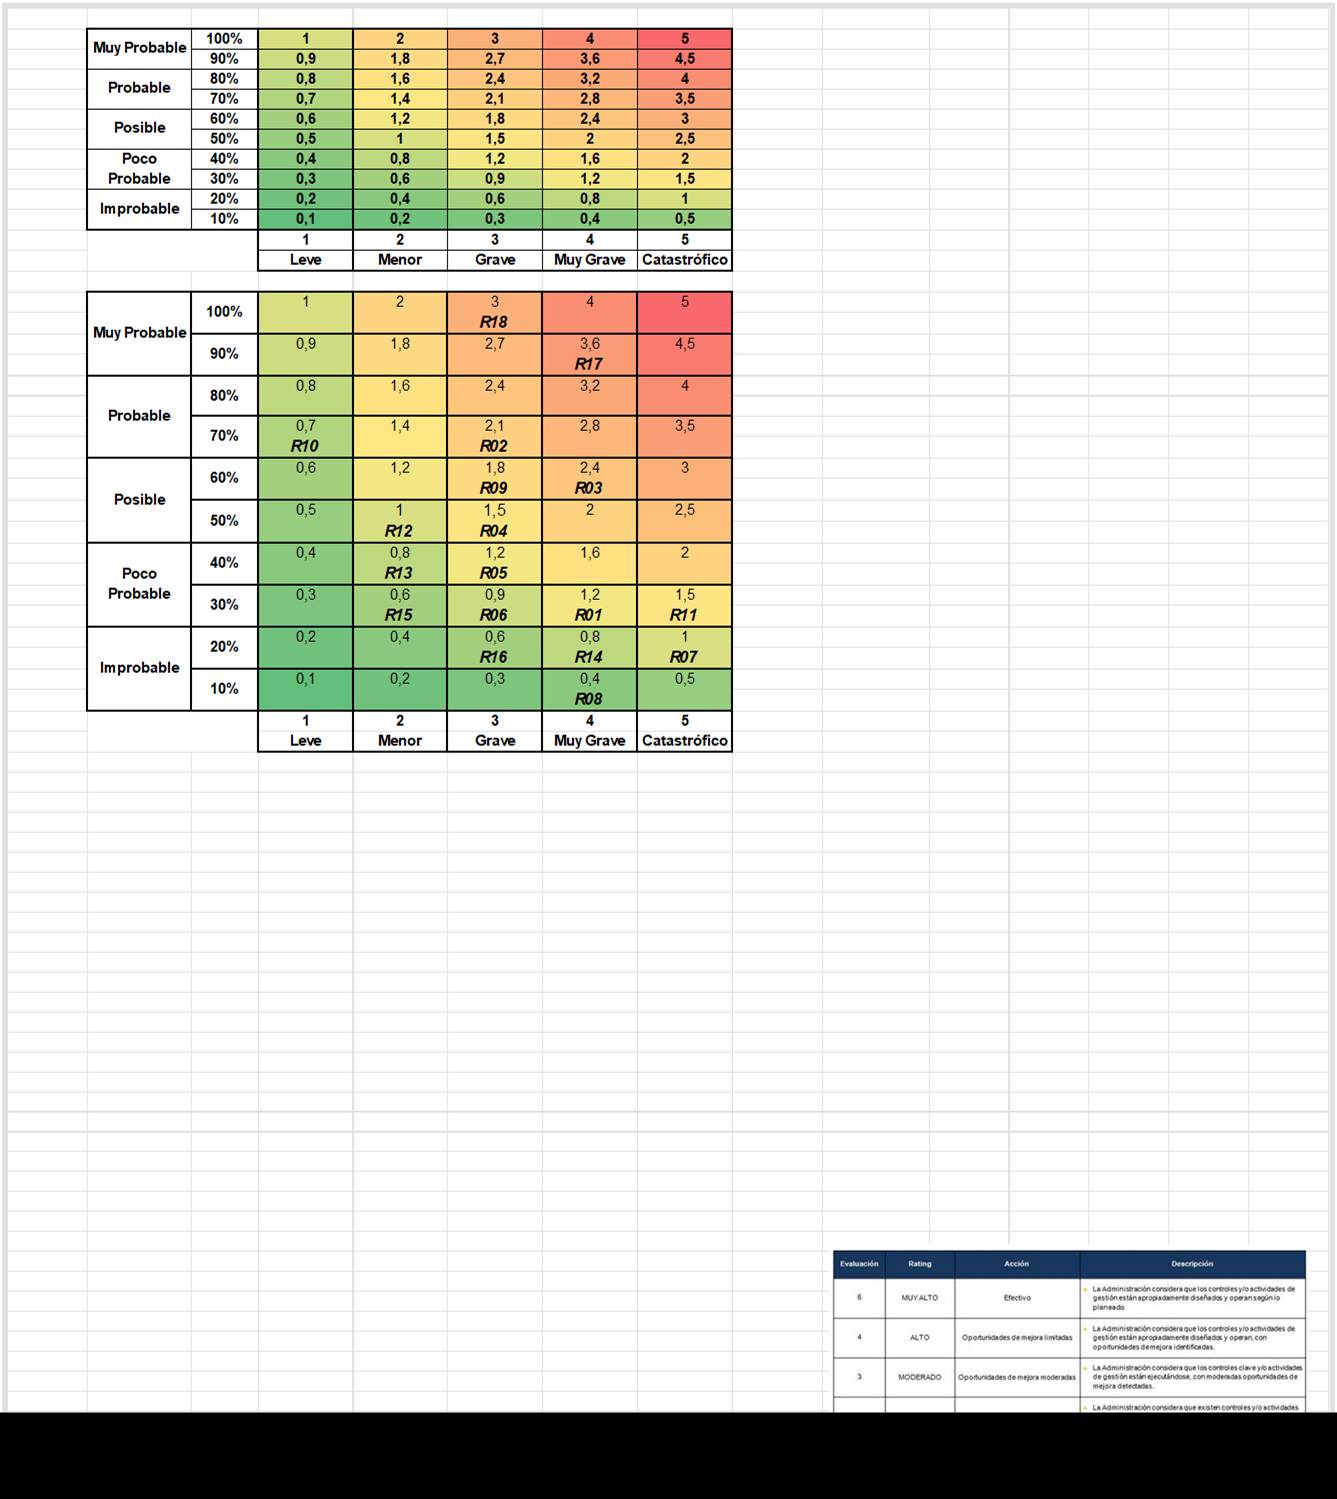 Muy Probable 100% 1 2 3 4 5
90% 0,9 1,8 2,7 3,6 4,5
Probable 80% 0,8 1,6 2,4 3,2 4
70% 0,7 1,4 2,1 2,8 3,5
Posible 60% 0,6 1,2 1,8 2,4 3
50% 0,5 1 1,5 2 2,5
Poco 40% 0,4 0,8 1,2 1,6 2
Probable 30% 0,3 0,6 0,9 1,2 1,5
Improbable 20% 0,2 0,4 0,6 0,8 1
10% 0,1 0,2 0,3 0,4 0,5
1 2 3 4 5
Leve Menor Grave Muy Grave Catastrófico
Muy Probable 100% 1 2 3 4 5
R18
90% 0,9 1,8 2,7 3,6 4,5
R17
Probable 80% 0,8 1,6 2,4 3,2 4
70% 0,7 1,4 2,1 2,8 3,5
R10 R02
Posible 60% 0,6 1,2 1,8 2,4 3
R09 R03
50% 0,5 1 1,5 2 2,5
R12 R04
Poco 40% 0,4 0,8 1,2 1,6 2
R13 R05
Probable 30% 0,3 0,6 0,9 1,2 1,5
R15 R06 R01 R11
Improbable 20% 0,2 0,4 0,6 0,8 1
R16 R14 R07
10% 0,1 0,2 0,3 0,4 0,5
R08
1 2 3 4 5
Leve Menor Grave Muy Grave Catastrófico
Evaluación Rating Acción Descripción
5 MUY ALTO Efectivo
La Administración considera que los controles y/o actividades de
gestión están apropiadamente diseñados y operan según lo
planeado
4 ALTO Oportunidades de mejora limitadas
La Administración considera que los controles y/o actividades de
gestión están apropiadamente diseñados y operan, con
oportunidades de mejora identificadas.
3 MODERADO Oportunidades de mejora moderadas
La Administración considera que los controles clave y/o actividades
de gestión están ejecutándose, con moderadas oportunidades de
mejora detectadas.
La Administración considera que existen controles y/o actividades